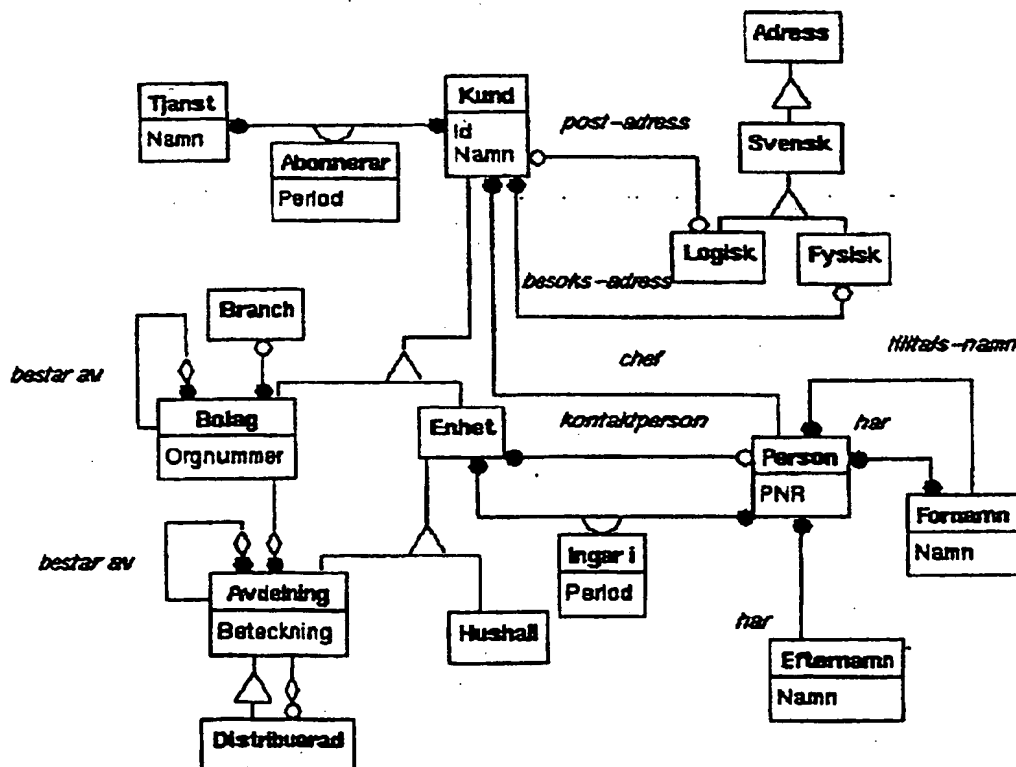 Adress
Tjanst
Namn
Kund
Id
Namn
post-adress
Svensk
Abonnerar
Period
Logisk
Fysisk
besoks-adress
Branch
bestar av
chef
tilltals-namn
Bolag
Orgnummer
Enhet
kontaktperson
har
Person
PNR
Fornamn
Namn
bestar av
Ingar i
Period
Avdelning
Beteckning
Hushall
har
Efternamn
Namn
Distribuerad